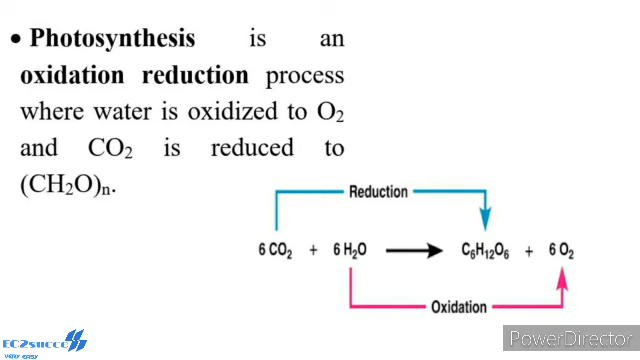 • Photosynthesis is an
oxidation reduction process
where water is oxidized to O₂
and CO₂ is reduced to
(CH₂O)ₙ.
Reduction
6 CO₂ + 6 H₂O → C₆H₁₂O₆ + 6 O₂
Oxidation
EC2succ
VERY EASY
PowerDirector